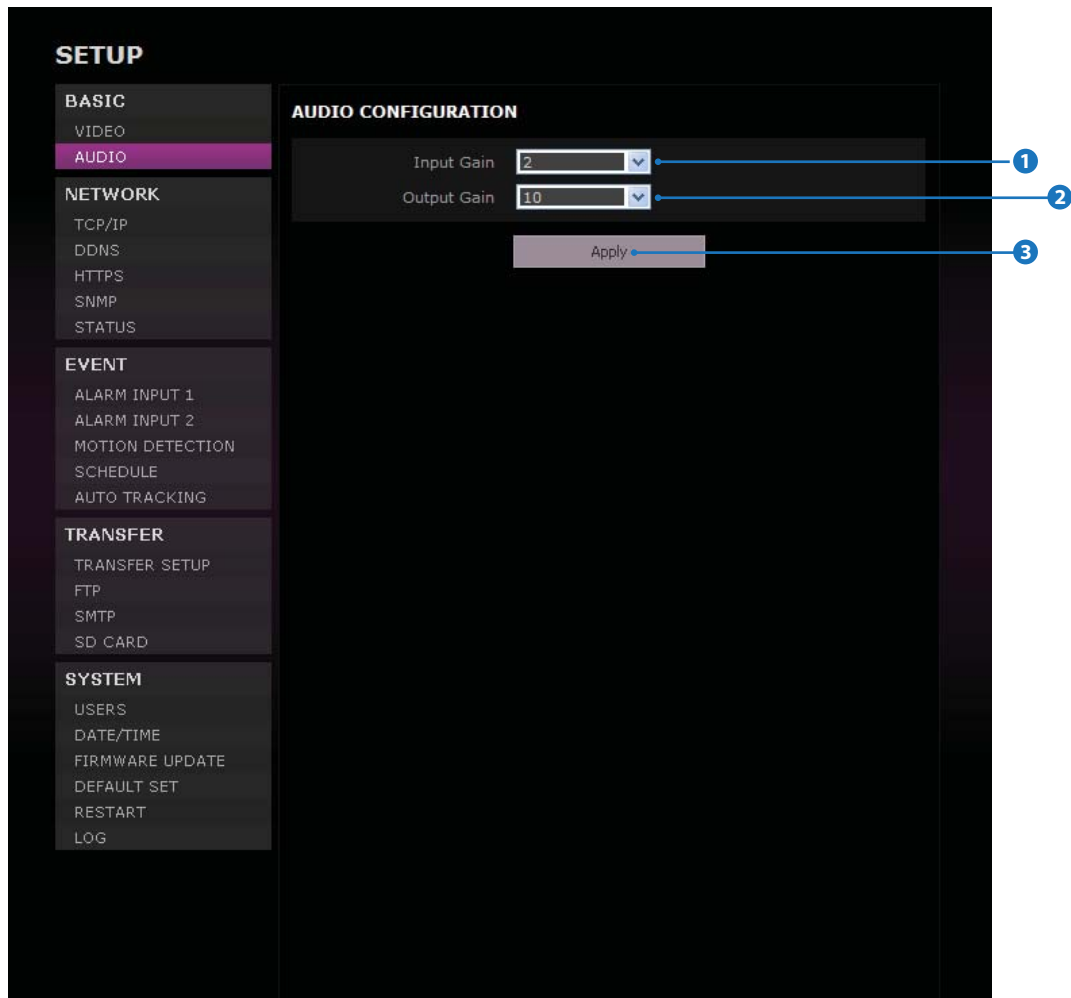 SETUP
BASIC
VIDEO
AUDIO
NETWORK
TCP/IP
DDNS
HTTPS
SNMP
STATUS
EVENT
ALARM INPUT 1
ALARM INPUT 2
MOTION DETECTION
SCHEDULE
AUTO TRACKING
TRANSFER
TRANSFER SETUP
FTP
SMTP
SD CARD
SYSTEM
USERS
DATE/TIME
FIRMWARE UPDATE
DEFAULT SET
RESTART
LOG
AUDIO CONFIGURATION
Input Gain 2 1
Output Gain 10 2
Apply 3